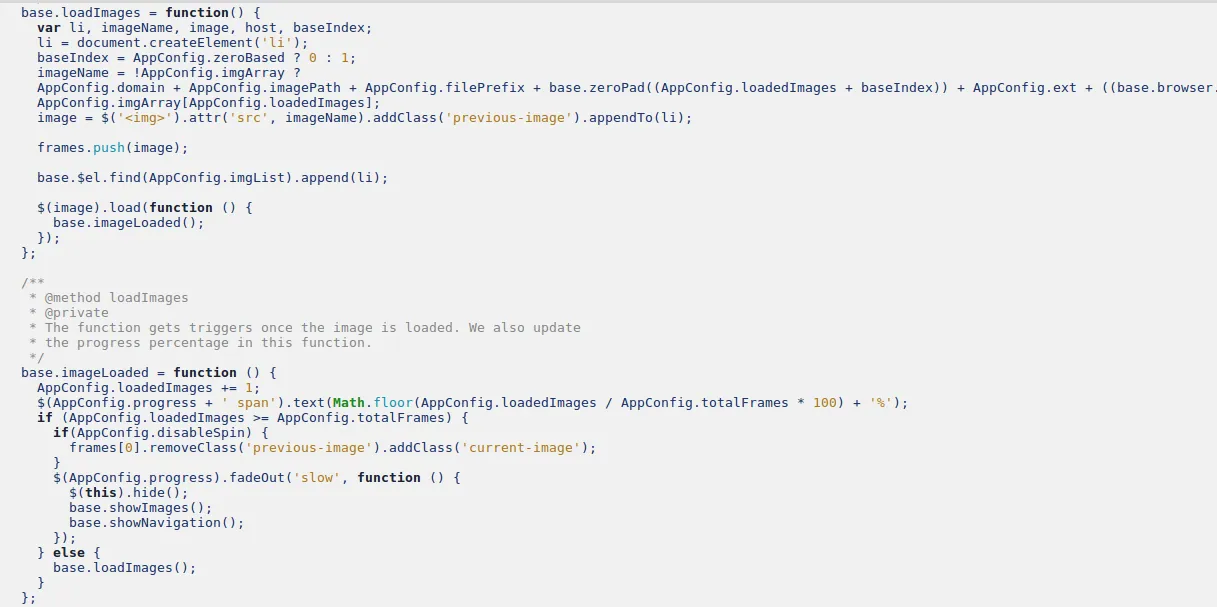 base.loadImages = function() {
var li, imageName, image, host, baseIndex;
li = document.createElement('li');
baseIndex = AppConfig.zeroBased ? 0 : 1;
imageName = !AppConfig.imgArray ?
AppConfig.domain + AppConfig.imagePath + AppConfig.filePrefix + base.zeroPad((AppConfig.loadedImages + baseIndex)) + AppConfig.ext + ((base.browser.
AppConfig.imgArray[AppConfig.loadedImages];
image = $('<img>').attr('src', imageName).addClass('previous-image').appendTo(li);
frames.push(image);
base.$el.find(AppConfig.imgList).append(li);
$(image).load(function () {
base.imageLoaded();
});
};
/**
* @method loadImages
* @private
* The function gets triggers once the image is loaded. We also update
* the progress percentage in this function.
*/
base.imageLoaded = function () {
AppConfig.loadedImages += 1;
$(AppConfig.progress + ' span').text(Math.floor(AppConfig.loadedImages / AppConfig.totalFrames * 100) + '%');
if (AppConfig.loadedImages >= AppConfig.totalFrames) {
if(AppConfig.disableSpin) {
frames[0].removeClass('previous-image').addClass('current-image');
}
$(AppConfig.progress).fadeOut('slow', function () {
$(this).hide();
base.showImages();
base.showNavigation();
});
} else {
base.loadImages();
}
};